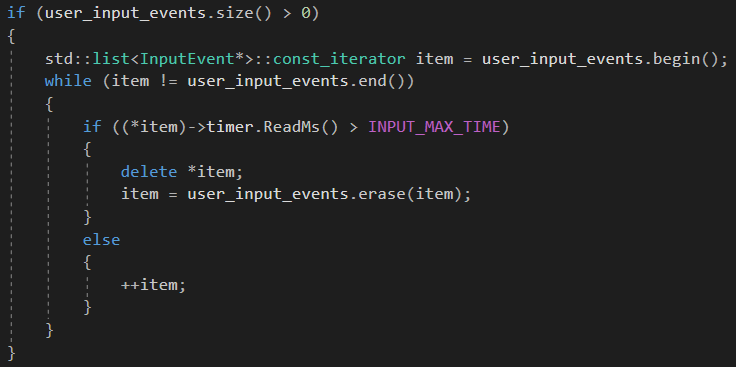 if (user_input_events.size() > 0)
{
    std::list<InputEvent*>::const_iterator item = user_input_events.begin();
    while (item != user_input_events.end())
    {
        if ((*item)->timer.ReadMs() > INPUT_MAX_TIME)
        {
            delete *item;
            item = user_input_events.erase(item);
        }
        else
        {
            ++item;
        }
    }
}